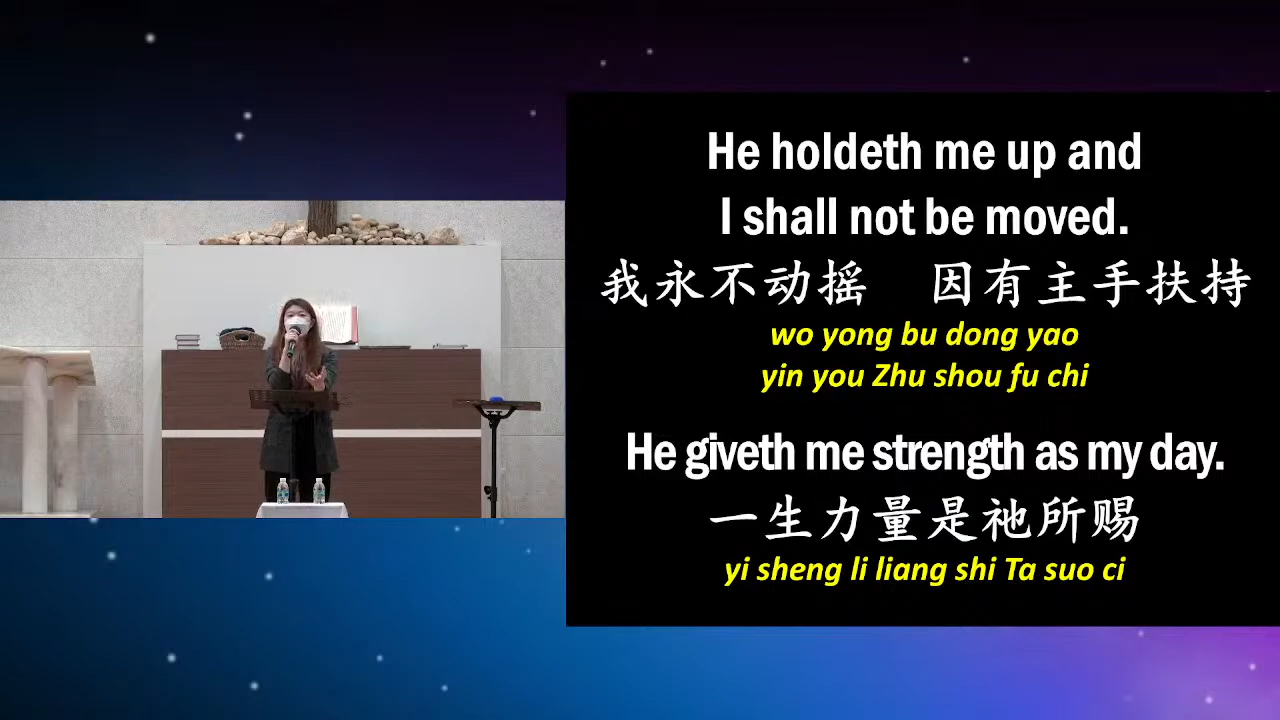 He holdeth me up and
I shall not be moved.
我永不动摇 因有主手扶持
wo yong bu dong yao
yin you Zhu shou fu chi
He giveth me strength as my day.
一生力量是祂所赐
yi sheng li liang shi Ta suo ci